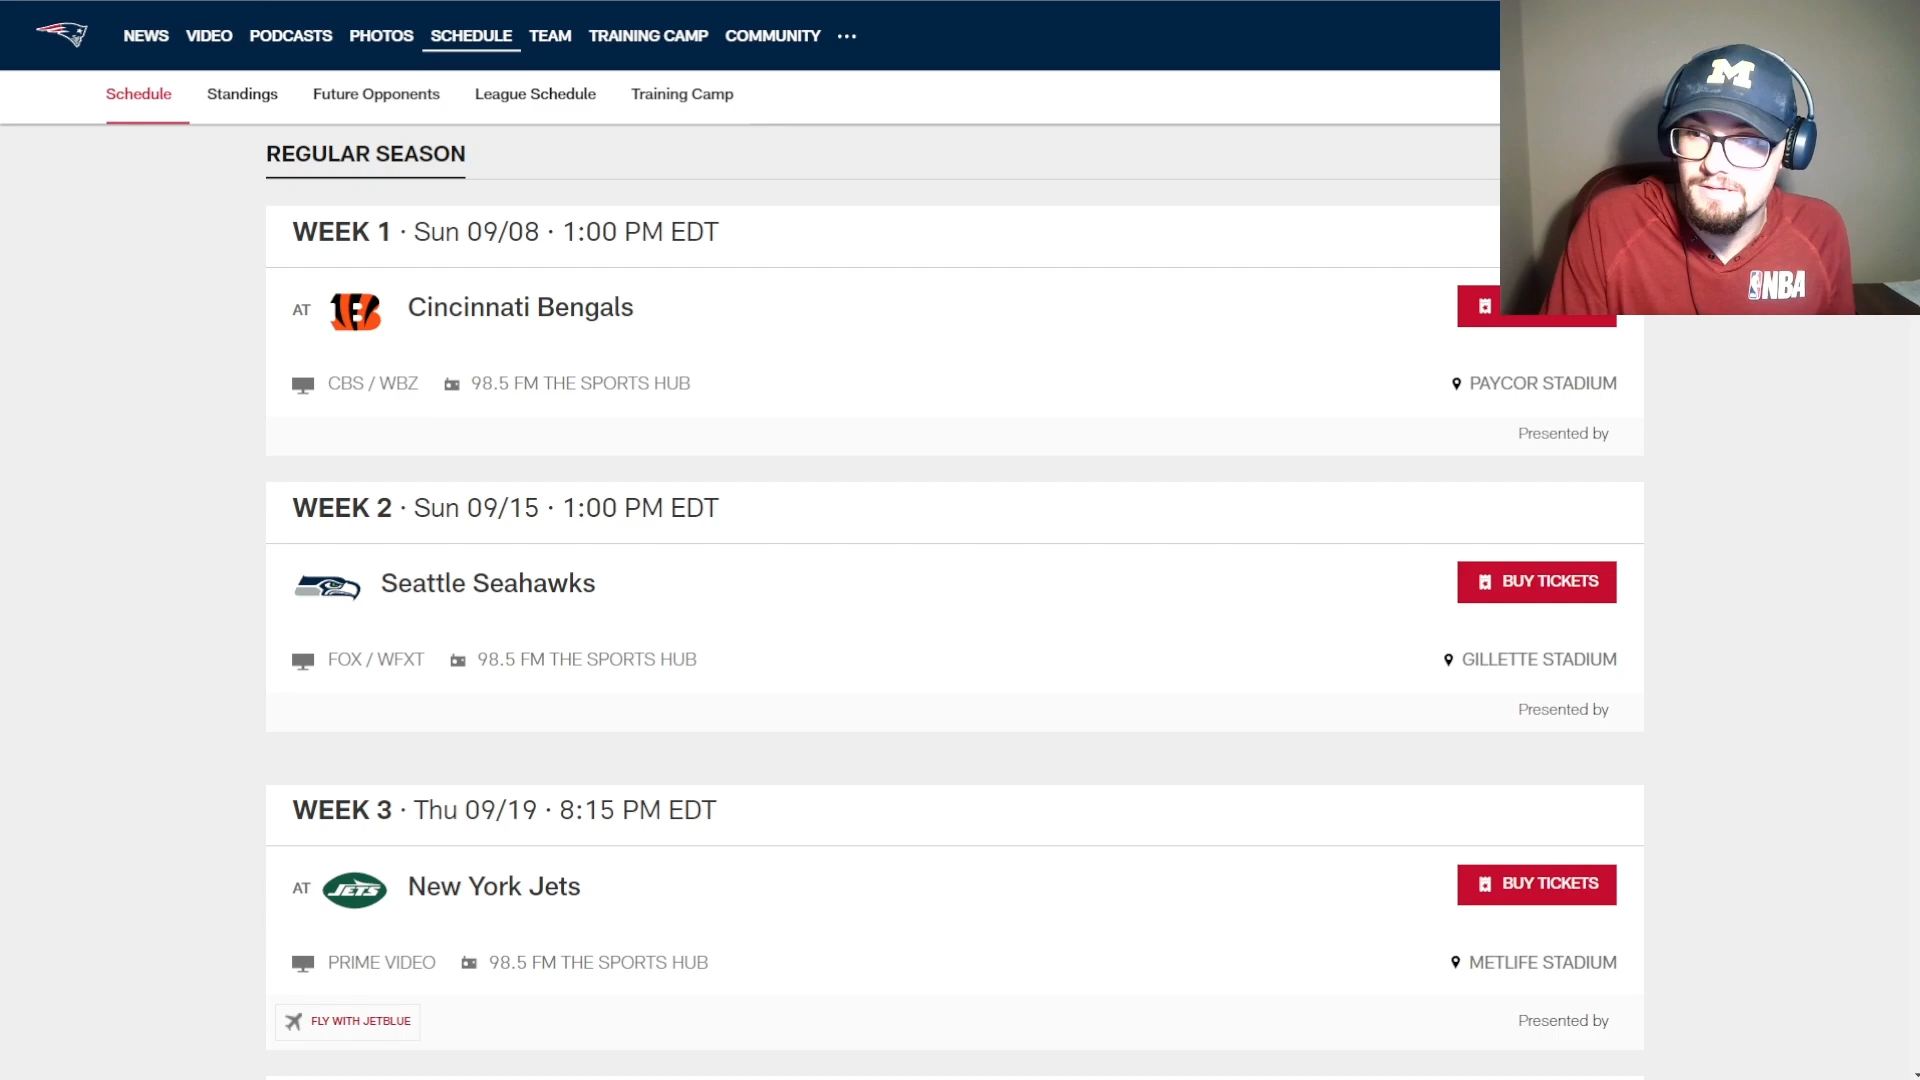 NEWS VIDEO PODCASTS PHOTOS SCHEDULE TEAM TRAINING CAMP COMMUNITY ...
Schedule Standings Future Opponents League Schedule Training Camp
REGULAR SEASON
WEEK 1 · Sun 09/08 · 1:00 PM EDT
AT B Cincinnati Bengals
CBS / WBZ 98.5 FM THE SPORTS HUB PAYCOR STADIUM
Presented by
WEEK 2 · Sun 09/15 · 1:00 PM EDT
Seattle Seahawks BUY TICKETS
FOX / WFXT 98.5 FM THE SPORTS HUB GILLETTE STADIUM
Presented by
WEEK 3 · Thu 09/19 · 8:15 PM EDT
AT JETS New York Jets BUY TICKETS
PRIME VIDEO 98.5 FM THE SPORTS HUB METLIFE STADIUM
FLY WITH JETBLUE Presented by
M
NBA